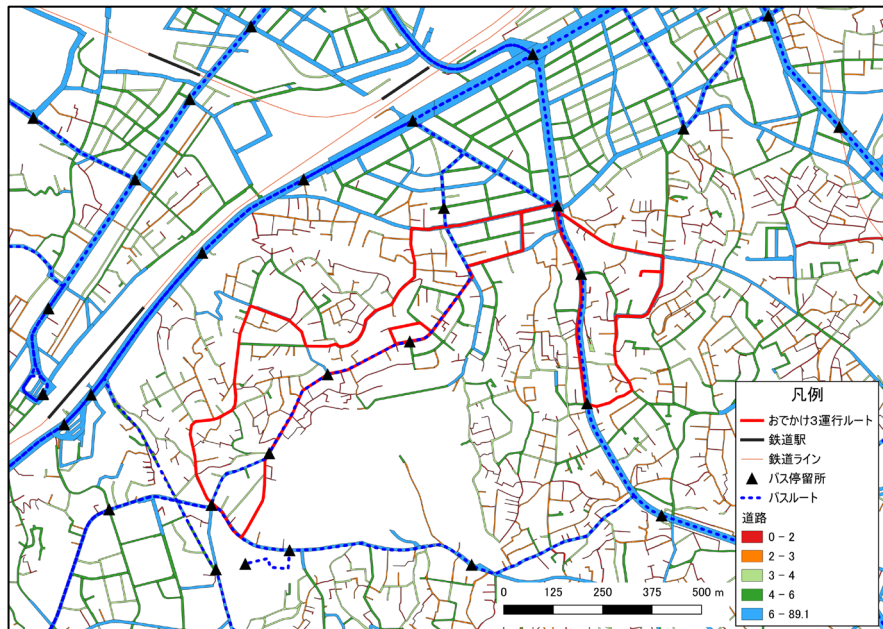 凡例
おでかけ3運行ルート
鉄道駅
鉄道ライン
バス停留所
バスルート
道路
0 - 2
2 - 3
3 - 4
4 - 6
6 - 89.1
0 125 250 375 500 m